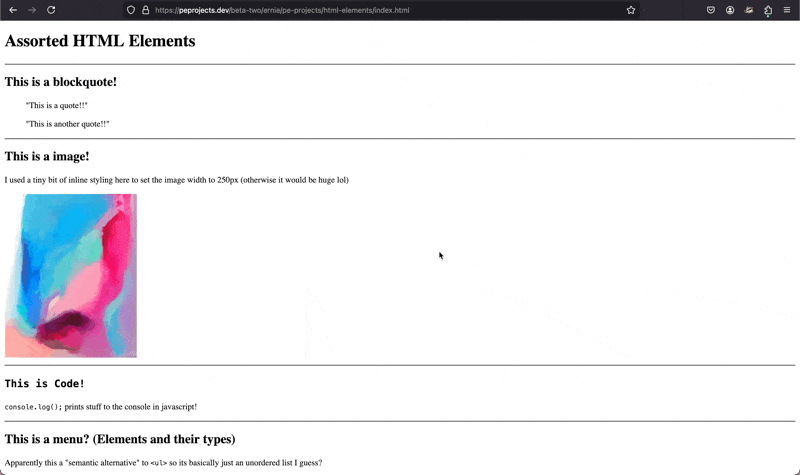 https://peprojects.dev/beta-two/ernie/pe-projects/html-elements/index.html
Assorted HTML Elements
This is a blockquote!
"This is a quote!!"
"This is another quote!!"
This is a image!
I used a tiny bit of inline styling here to set the image width to 250px (otherwise it would be huge lol)
This is Code!
console.log(); prints stuff to the console in javascript!
This is a menu? (Elements and their types)
Apparently this a "semantic alternative" to <ul> so its basically just an unordered list I guess?